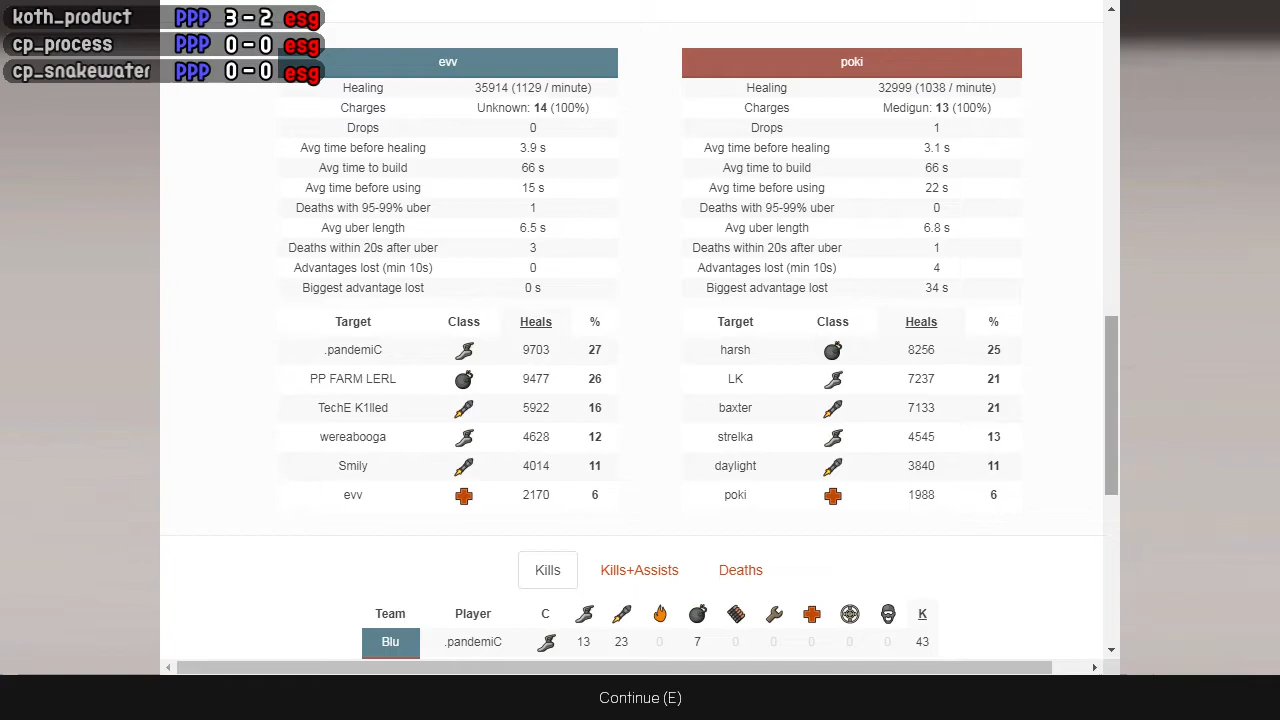 koth_product PPP 3-2 esg
cp_process PPP 0-0 esg
cp_snakewater PPP 0-0 esg
evv
Healing 35914 (1129 / minute)
Charges Unknown: 14 (100%)
Drops 0
Avg time before healing 3.9 s
Avg time to build 66 s
Avg time before using 15 s
Deaths with 95-99% uber 1
Avg uber length 6.5 s
Deaths within 20s after uber 3
Advantages lost (min 10s) 0
Biggest advantage lost 0 s
Target Class Heals %
.pandemiC 9703 27
PP FARM LERL 9477 26
TechE K1lled 5922 16
wereabooga 4628 12
Smily 4014 11
evv 2170 6
poki
Healing 32999 (1038 / minute)
Charges Medigun: 13 (100%)
Drops 1
Avg time before healing 3.1 s
Avg time to build 66 s
Avg time before using 22 s
Deaths with 95-99% uber 0
Avg uber length 6.8 s
Deaths within 20s after uber 1
Advantages lost (min 10s) 4
Biggest advantage lost 34 s
Target Class Heals %
harsh 8256 25
LK 7237 21
baxter 7133 21
strelka 4545 13
daylight 3840 11
poki 1988 6
Kills Kills+Assists Deaths
Team Player C K
Blu .pandemiC 13 23 0 7 0 0 0 0 0 43
Continue (E)